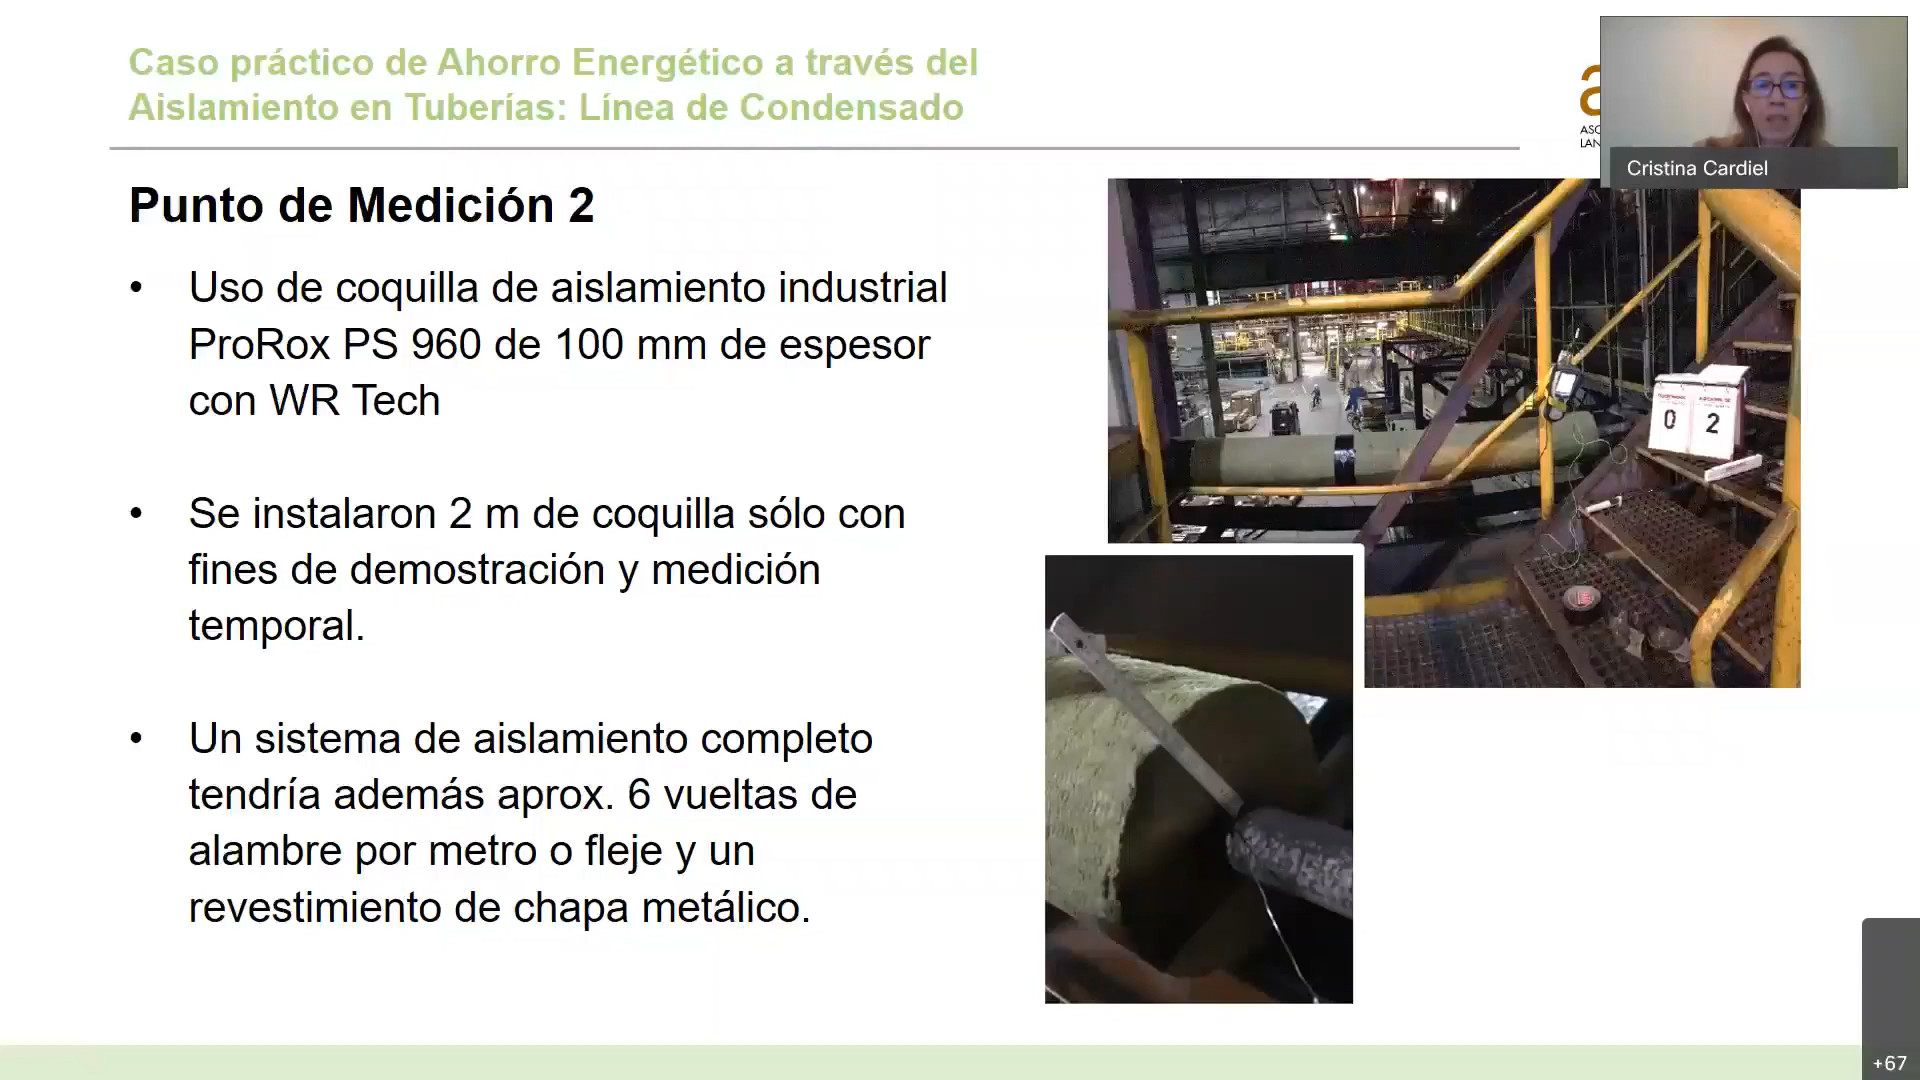 Caso práctico de Ahorro Energético a través del
Aislamiento en Tuberías: Línea de Condensado
Cristina Cardiel
Punto de Medición 2
• Uso de coquilla de aislamiento industrial
ProRox PS 960 de 100 mm de espesor
con WR Tech
• Se instalaron 2 m de coquilla sólo con
fines de demostración y medición
temporal.
• Un sistema de aislamiento completo
tendría además aprox. 6 vueltas de
alambre por metro o fleje y un
revestimiento de chapa metálico.
0 2
+67